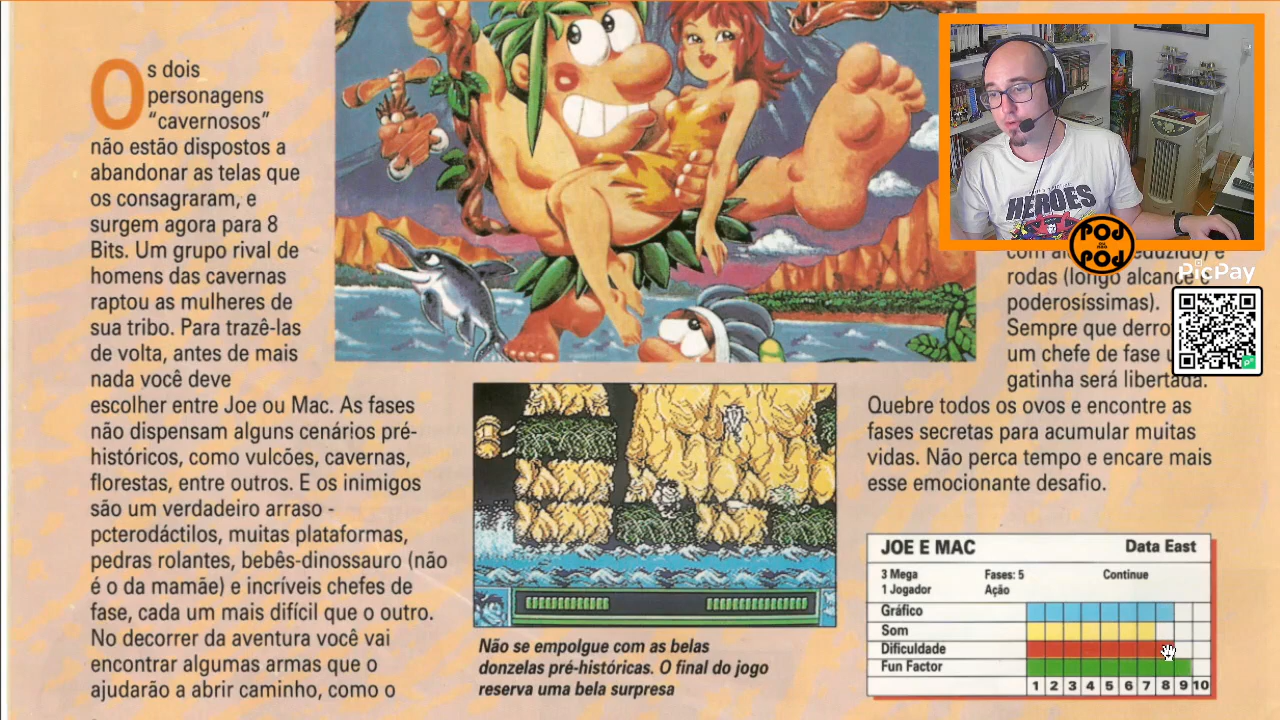 Os dois
personagens
“cavernosos”
não estão dispostos a
abandonar as telas que
os consagraram, e
surgem agora para 8
Bits. Um grupo rival de
homens das cavernas
raptou as mulheres de
sua tribo. Para trazê-las
de volta, antes de mais
nada você deve
escolher entre Joe ou Mac. As fases
não dispensam alguns cenários pré-
históricos, como vulcões, cavernas,
florestas, entre outros. E os inimigos
são um verdadeiro arraso -
pcterodáctilos, muitas plataformas,
pedras rolantes, bebês-dinossauro (não
é o da mamãe) e incríveis chefes de
fase, cada um mais difícil que o outro.
No decorrer da aventura você vai
encontrar algumas armas que o
ajudarão a abrir caminho, como o
Não se empolgue com as belas
donzelas pré-históricas. O final do jogo
reserva uma bela surpresa
HEROES
POd
POd
PicPay
com
rodas (longo alcance e
poderosíssimas).
Sempre que
um chefe de fase
gatinha será libertada.
Quebre todos os ovos e encontre as
fases secretas para acumular muitas
vidas. Não perca tempo e encare mais
esse emocionante desafio.
JOE E MAC Data East
3 Mega Fases: 5 Continue
1 Jogador Ação
Gráfico
Som
Dificuldade
Fun Factor
1 2 3 4 5 6 7 8 9 10